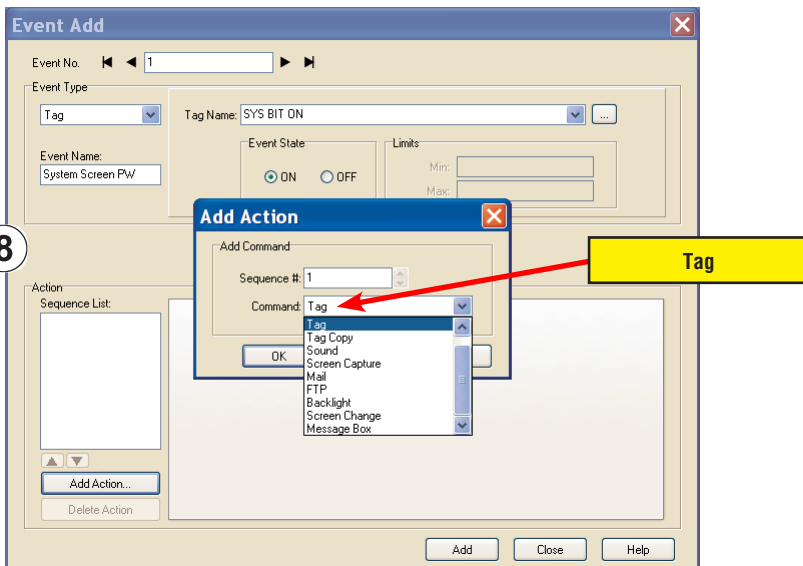 Event Add
Event No. 1
Event Type
Tag
Tag Name: SYS BIT ON ...
Event Name:
System Screen PW
Event State
ON OFF
Limits
Min:
Max:
8
Add Action
Add Command
Sequence #: 1
Command: Tag
Tag
Tag Copy
Sound
Screen Capture
Mail
FTP
Backlight
Screen Change
Message Box
OK
Tag
Action
Sequence List:
Add Action...
Delete Action
Add Close Help